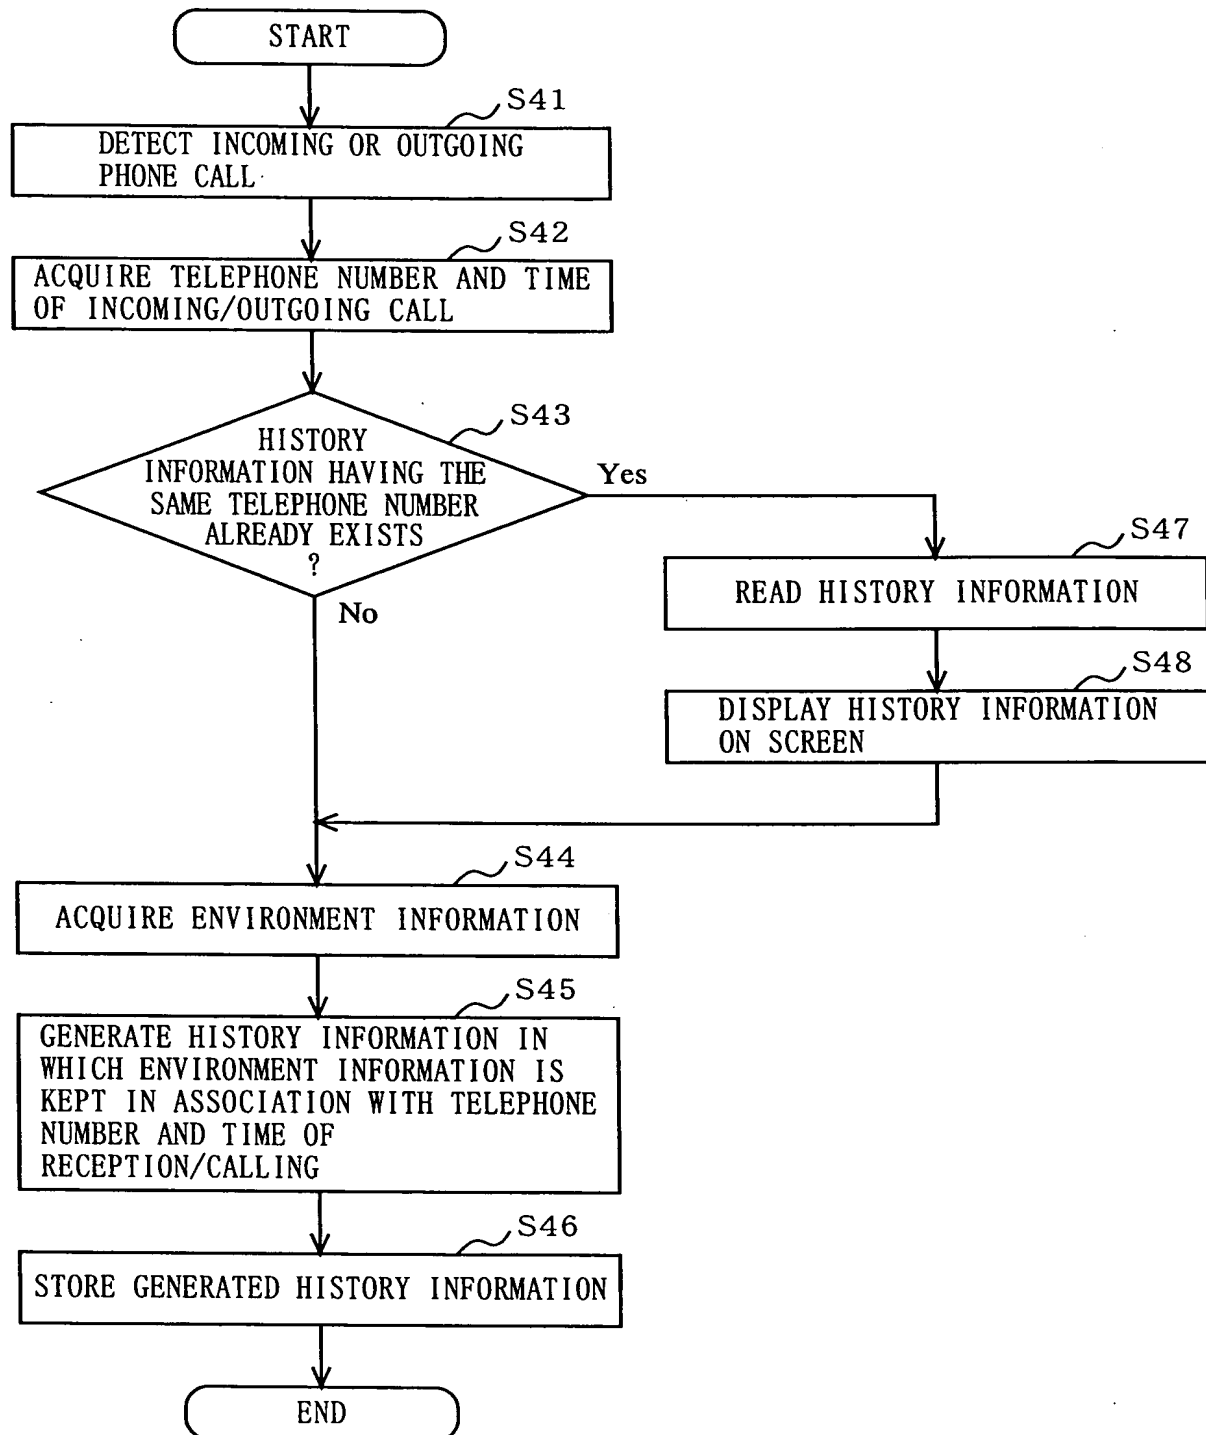 START
S41
DETECT INCOMING OR OUTGOING
PHONE CALL
S42
ACQUIRE TELEPHONE NUMBER AND TIME
OF INCOMING/OUTGOING CALL
S43
HISTORY
INFORMATION HAVING THE
SAME TELEPHONE NUMBER
ALREADY EXISTS
?
Yes
No
S47
READ HISTORY INFORMATION
S48
DISPLAY HISTORY INFORMATION
ON SCREEN
S44
ACQUIRE ENVIRONMENT INFORMATION
S45
GENERATE HISTORY INFORMATION IN
WHICH ENVIRONMENT INFORMATION IS
KEPT IN ASSOCIATION WITH TELEPHONE
NUMBER AND TIME OF
RECEPTION/CALLING
S46
STORE GENERATED HISTORY INFORMATION
END